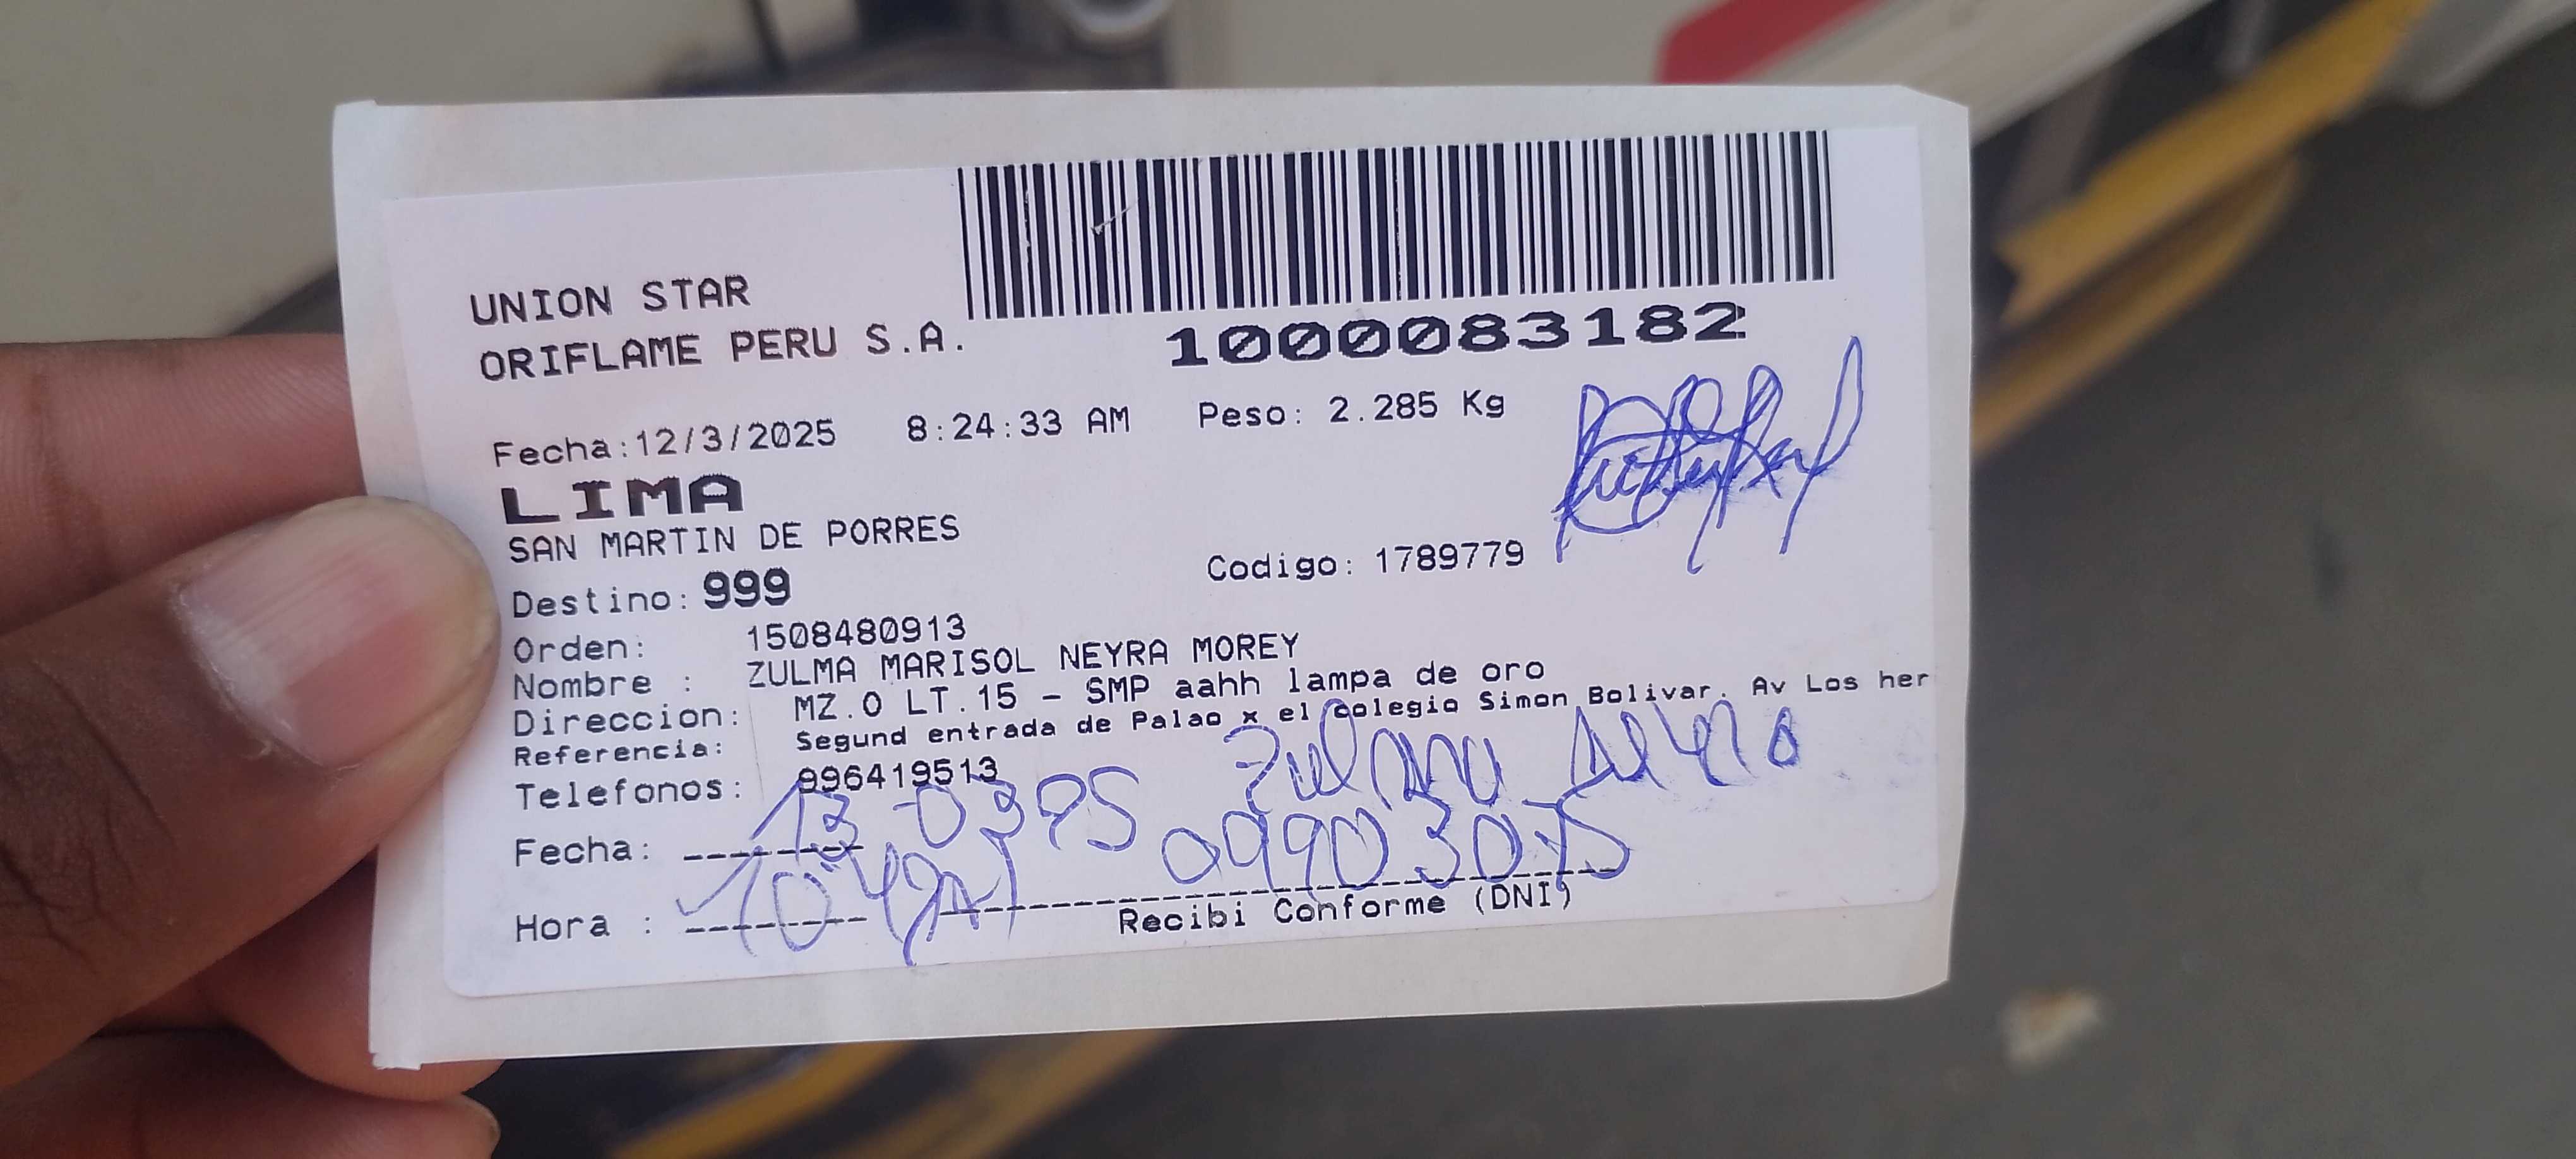 UNION STAR
ORIFLAME PERU S.A.
1000083182
Fecha:12/3/2025 8:24:33 AM Peso: 2.285 Kg
LIMA
SAN MARTIN DE PORRES
Codigo: 1789779
Destino: 999
Orden: 1508480913
Nombre : ZULMA MARISOL NEYRA MOREY
Direccion: MZ.O LT.15 - SMP aahh lampa de oro
Referencia: Segund entrada de Palao x el colegio Simon Bolivar. Av Los her
Telefonos: 996419513
Zulma
Fecha: 13 03
Hora : 10
Recibi Conforme (DNI)